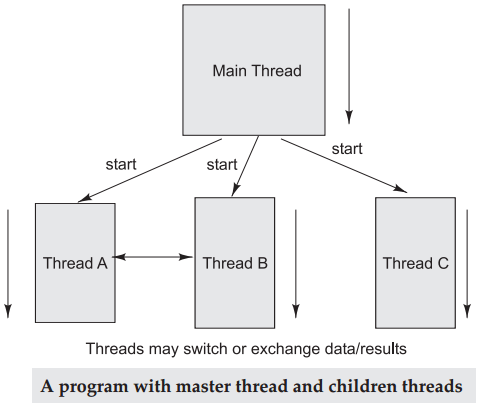 Main Thread
start
start
start
Thread A
Thread B
Thread C
Threads may switch or exchange data/results
A program with master thread and children threads